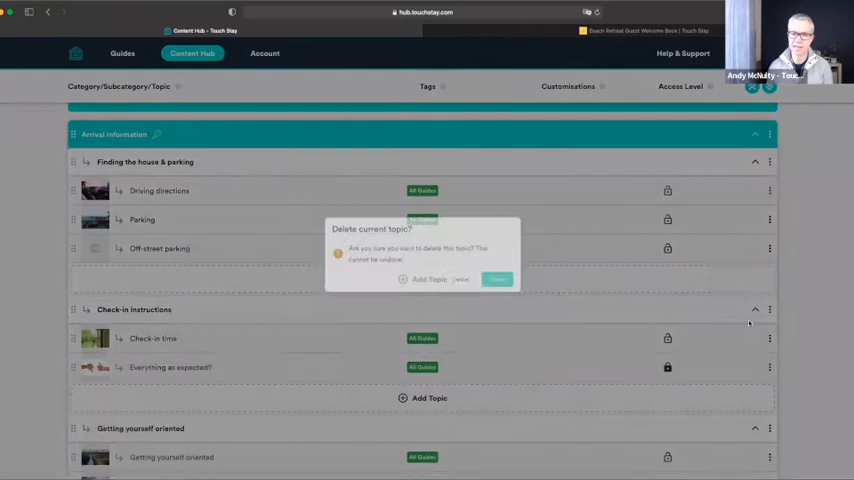 hub.touchstay.com
Content Hub - Touch Stay
Beach Retreat Guest Welcome Book | Touch Stay
Guides
Content Hub
Account
Help & Support
Andy McNulty - Touc...
Category/Subcategory/Topic
Tags
Customisations
Access Level
Arrival information
Finding the house & parking
Driving directions
All Guides
Parking
Off-street parking
Delete current topic?
Are you sure you want to delete this topic? This
cannot be undone.
Add Topic
Cancel
Check-in instructions
Check-in time
All Guides
Everything as expected?
All Guides
Add Topic
Getting yourself oriented
Getting yourself oriented
All Guides